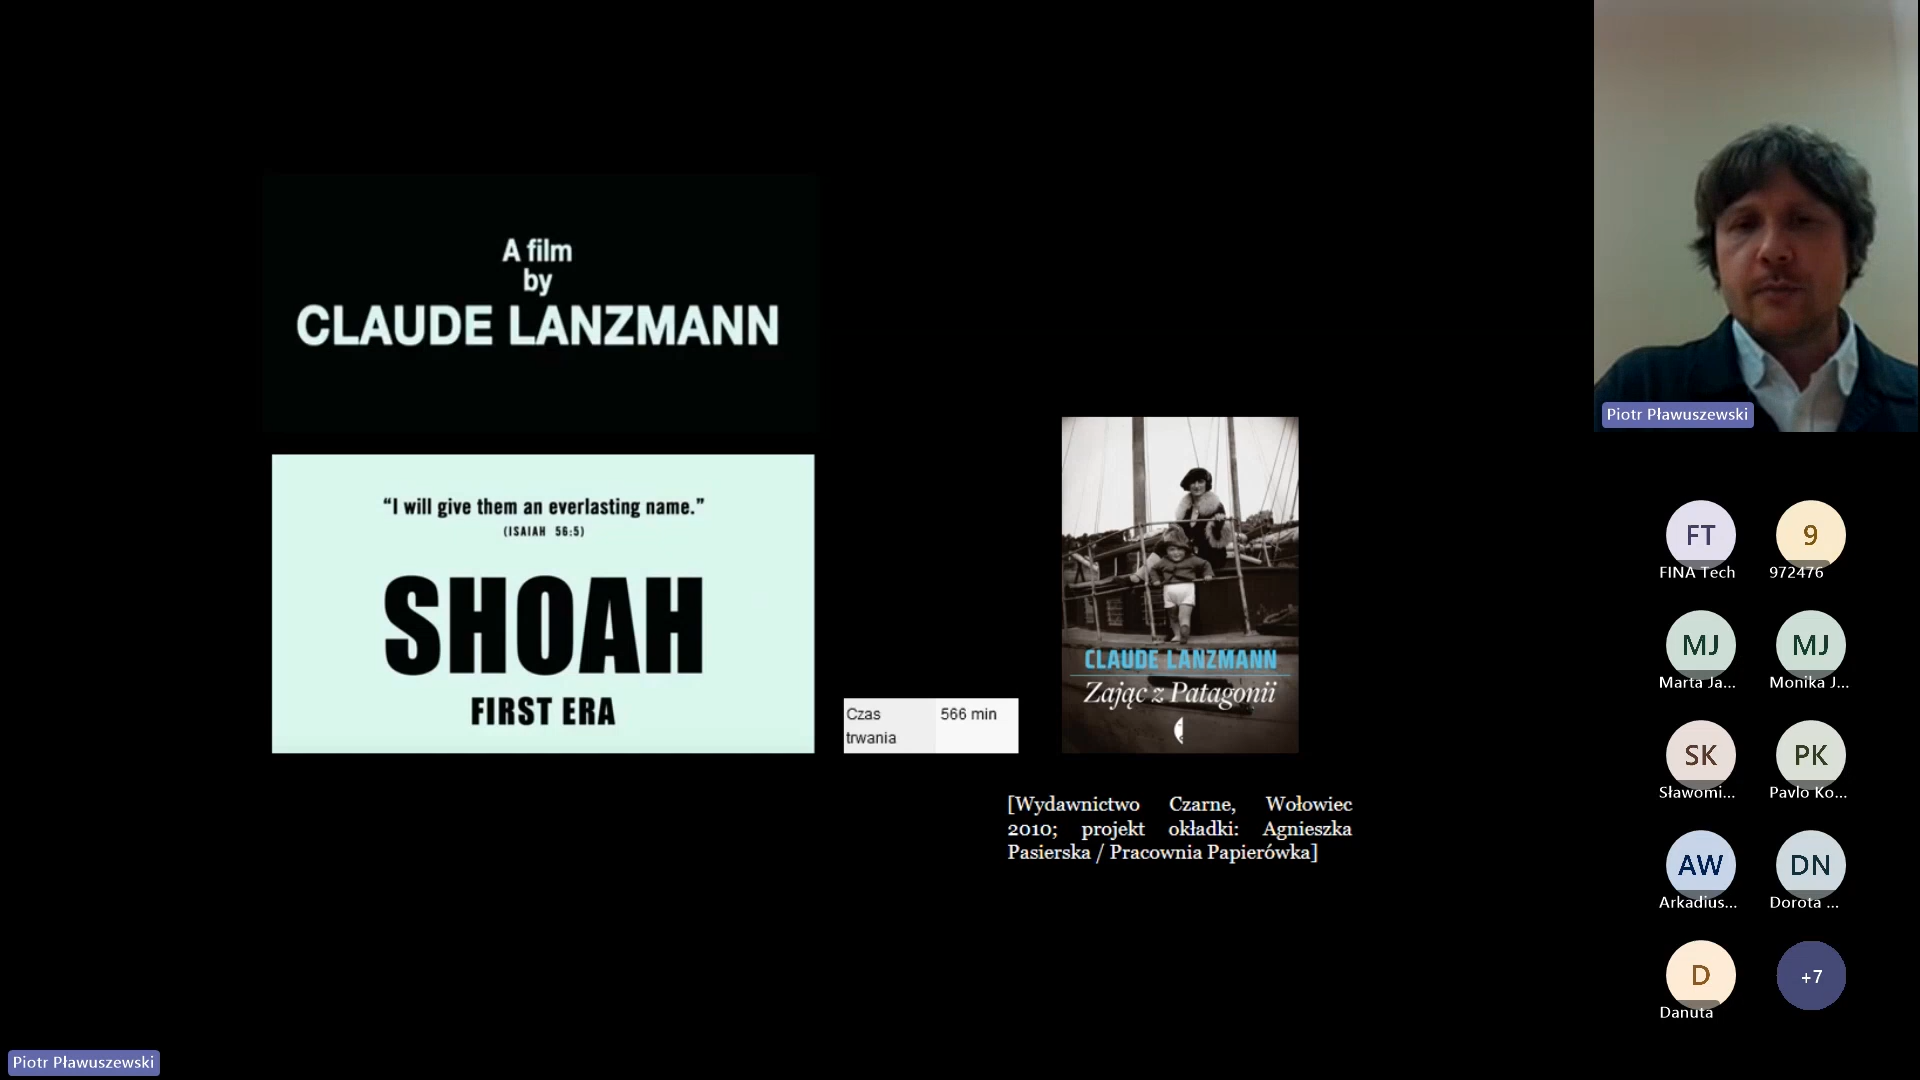 A film
by
CLAUDE LANZMANN
“I will give them an everlasting name.”
(ISAIAH 56:5)
SHOAH
FIRST ERA
Czas
trwania
566 min
CLAUDE LANZMANN
Zając z Patagonii
[Wydawnictwo Czarne, Wołowiec
2010; projekt okładki: Agnieszka
Pasierska / Pracownia Papierówka]
Piotr Pławuszewski
FT
FINA Tech
9
972476
MJ
Marta Ja...
MJ
Monika J...
SK
Sławomi...
PK
Pavlo Ko...
AW
Arkadius...
DN
Dorota ...
D
Danuta
+7
Piotr Pławuszewski